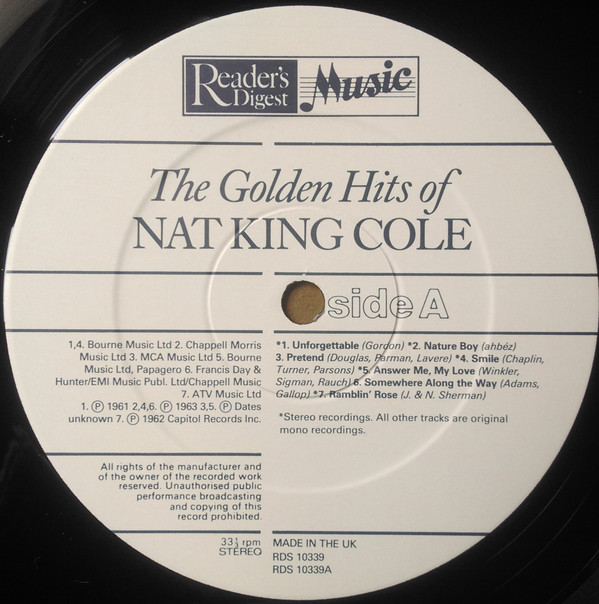 Reader's
Digest
Music
The Golden Hits of
NAT KING COLE
side A
1,4. Bourne Music Ltd 2. Chappell Morris
Music Ltd 3. MCA Music Ltd 5. Bourne
Music Ltd, Papagero 6. Francis Day &
Hunter/EMI Music Publ. Ltd/Chappell Music
7. ATV Music Ltd
1. Ⓟ 1961 2,4,6. Ⓟ 1963 3,5. Ⓟ Dates
unknown 7. Ⓟ 1962 Capitol Records Inc.
*1. Unforgettable (Gordon) *2. Nature Boy (ahbéz)
3. Pretend (Douglas, Parman, Lavere) *4. Smile (Chaplin,
Turner, Parsons) *5. Answer Me, My Love (Winkler,
Sigman, Rauch) 6. Somewhere Along the Way (Adams,
Gallop) *7. Ramblin' Rose (J. & N. Sherman)
*Stereo recordings. All other tracks are original
mono recordings.
All rights of the manufacturer and
of the owner of the recorded work
reserved. Unauthorised public
performance broadcasting
and copying of this
record prohibited.
33⅓ rpm
STEREO
MADE IN THE UK
RDS 10339
RDS 10339A